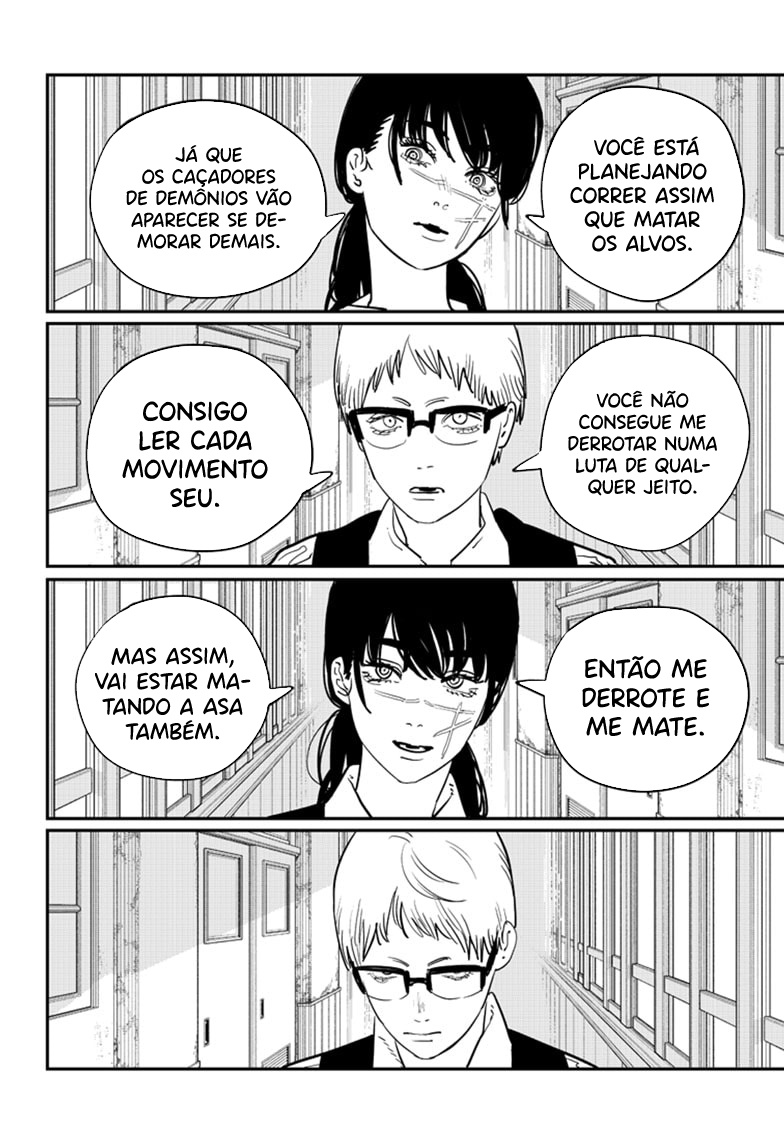 VOCÊ ESTÁ
PLANEJANDO
CORRER ASSIM
QUE MATAR
OS ALVOS.
JÁ QUE
OS CAÇADORES
DE DEMÔNIOS VÃO
APARECER SE DE-
MORAR DEMAIS.
VOCÊ NÃO
CONSEGUE ME
DERROTAR NUMA
LUTA DE QUAL-
QUER JEITO.
CONSIGO
LER CADA
MOVIMENTO
SEU.
ENTÃO ME
DERROTE E
ME MATE.
MAS ASSIM,
VAI ESTAR MA-
TANDO A ASA
TAMBÉM.